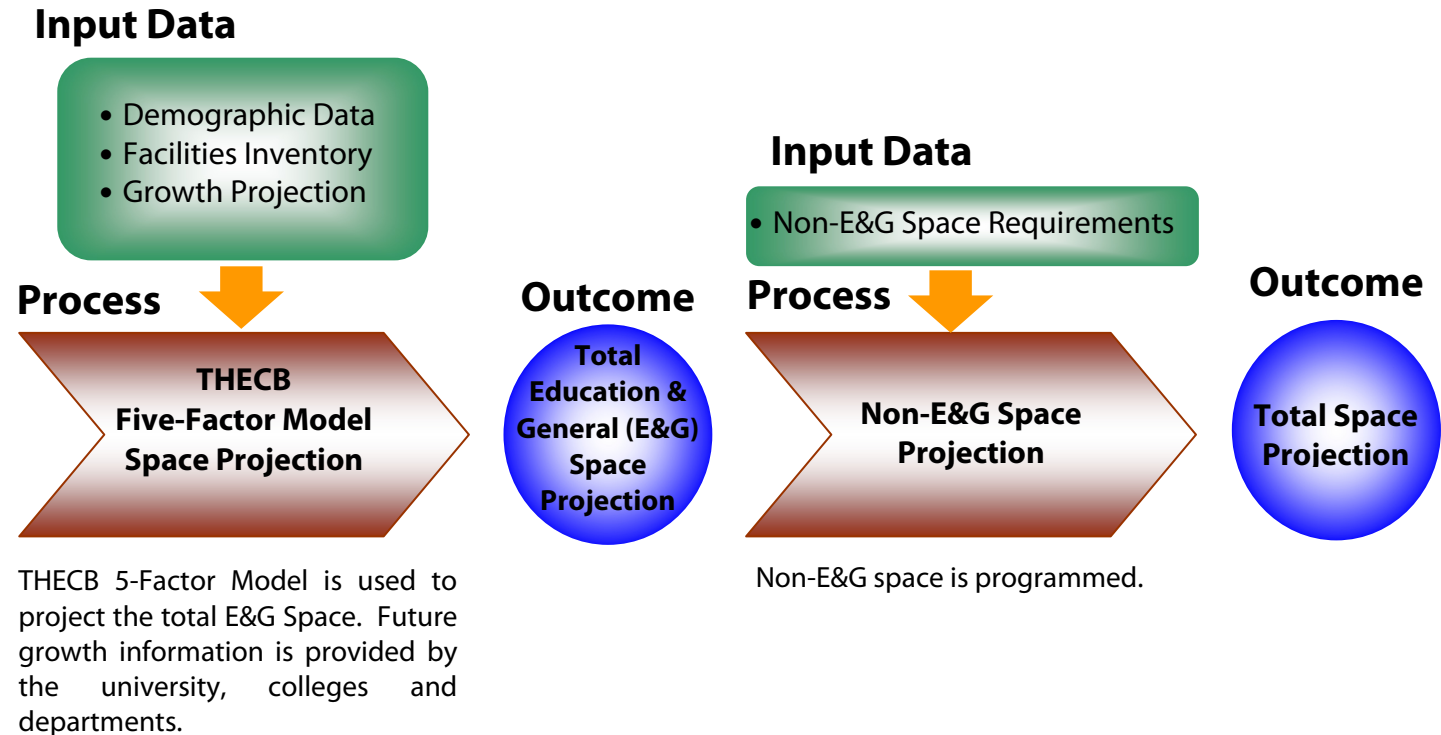 Input Data
• Demographic Data
• Facilities Inventory
• Growth Projection
Process
THECB
Five-Factor Model
Space Projection
THECB 5-Factor Model is used to
project the total E&G Space. Future
growth information is provided by
the university, colleges and
departments.
Outcome
Total
Education &
General (E&G)
Space
Projection
Input Data
• Non-E&G Space Requirements
Process
Non-E&G Space
Projection
Non-E&G space is programmed.
Outcome
Total Space
Projection